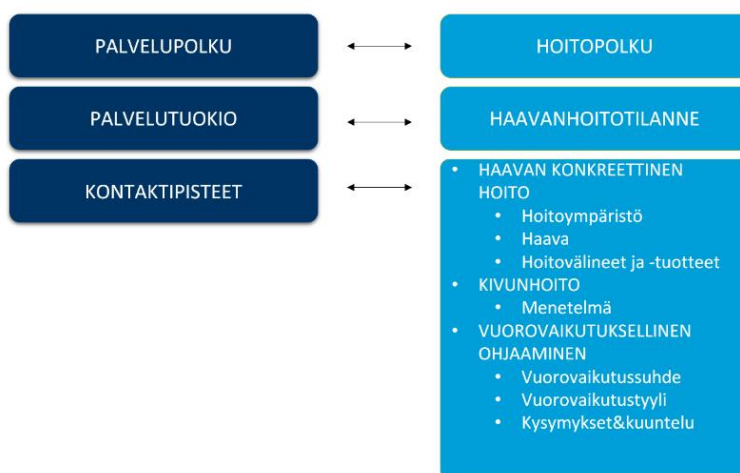 PALVELUPOLKU
HOITOPOLKU
PALVELUTUOKIO
HAAVANHOITOTILANNE
KONTAKTIPISTEET
• HAAVAN KONKREETTINEN
HOITO
• Hoitoympäristö
• Haava
• Hoitovälineet ja -tuotteet
• KIVUNHOITO
• Menetelmä
• VUOROVAIKUTUKSELLINEN
OHJAAMINEN
• Vuorovaikutussuhde
• Vuorovaikutustyyli
• Kysymykset&kuuntelu